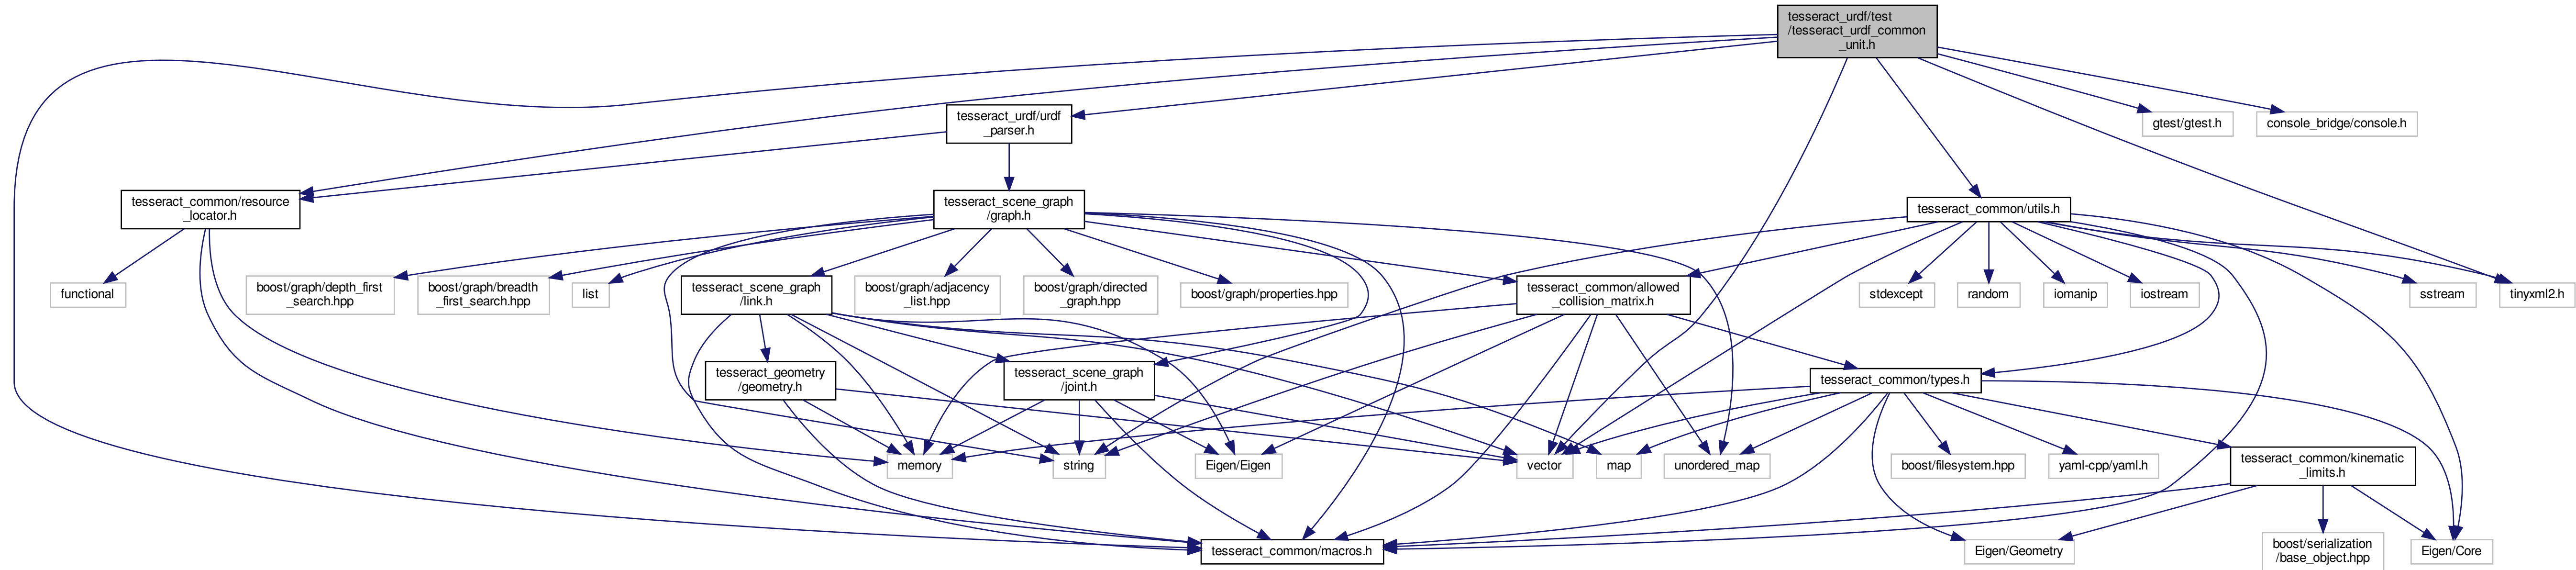 tesseract_urdf/test
/tesseract_urdf_common
_unit.h
tesseract_urdf/urdf
_parser.h
gtest/gtest.h
console_bridge/console.h
tesseract_common/resource
_locator.h
tesseract_scene_graph
/graph.h
tesseract_common/utils.h
functional
boost/graph/depth_first
_search.hpp
boost/graph/breadth
_first_search.hpp
list
tesseract_scene_graph
/link.h
boost/graph/adjacency
_list.hpp
boost/graph/directed
_graph.hpp
boost/graph/properties.hpp
tesseract_common/allowed
_collision_matrix.h
stdexcept
random
iomanip
iostream
sstream
tinyxml2.h
tesseract_geometry
/geometry.h
tesseract_scene_graph
/joint.h
tesseract_common/types.h
memory
string
Eigen/Eigen
vector
map
unordered_map
boost/filesystem.hpp
yaml-cpp/yaml.h
tesseract_common/kinematic
_limits.h
tesseract_common/macros.h
Eigen/Geometry
boost/serialization
/base_object.hpp
Eigen/Core